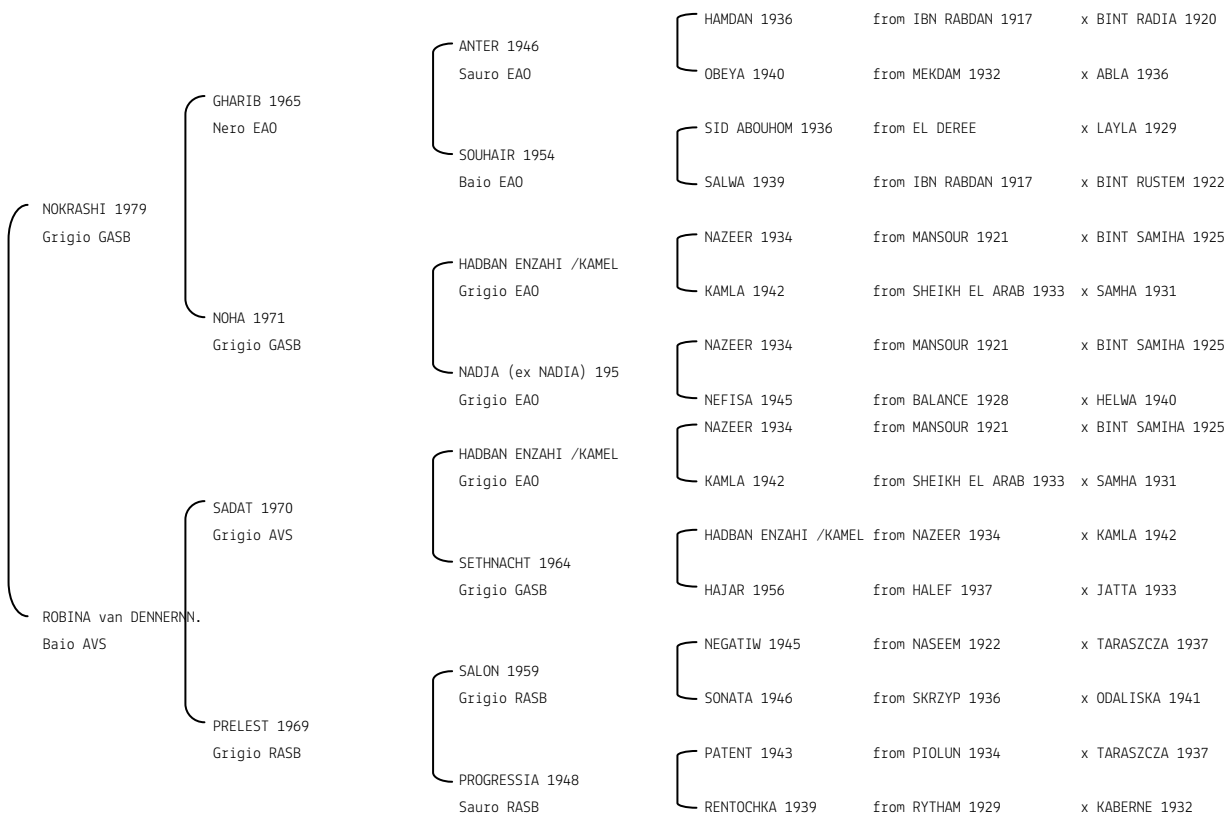 HAMDAN 1936 from IBN RABDAN 1917 x BINT RADIA 1920
ANTER 1946
Sauro EAO OBEYA 1940 from MEKDAM 1932 x ABLA 1936
GHARIB 1965
Nero EAO SID ABOUHOM 1936 from EL DEREE x LAYLA 1929
SOUHAIR 1954
Baio EAO SALWA 1939 from IBN RABDAN 1917 x BINT RUSTEM 1922
NOKRASHI 1979
Grigio GASB NAZEER 1934 from MANSOUR 1921 x BINT SAMIHA 1925
HADBAN ENZAHI /KAMEL
Grigio EAO KAMLA 1942 from SHEIKH EL ARAB 1933 x SAMHA 1931
NOHA 1971
Grigio GASB NAZEER 1934 from MANSOUR 1921 x BINT SAMIHA 1925
NADJA (ex NADIA) 195
Grigio EAO NEFISA 1945 from BALANCE 1928 x HELWA 1940
NAZEER 1934 from MANSOUR 1921 x BINT SAMIHA 1925
HADBAN ENZAHI /KAMEL
Grigio EAO KAMLA 1942 from SHEIKH EL ARAB 1933 x SAMHA 1931
SADAT 1970
Grigio AVS HADBAN ENZAHI /KAMEL from NAZEER 1934 x KAMLA 1942
SETHNACHT 1964
Grigio GASB HAJAR 1956 from HALEF 1937 x JATTA 1933
ROBINA van DENNERNN.
Baio AVS NEGATIW 1945 from NASEEM 1922 x TARASZCZA 1937
SALON 1959
Grigio RASB SONATA 1946 from SKRZYP 1936 x ODALISKA 1941
PRELEST 1969
Grigio RASB PATENT 1943 from PIOLUN 1934 x TARASZCZA 1937
PROGRESSIA 1948
Sauro RASB RENTOCHKA 1939 from RYTHAM 1929 x KABERNE 1932